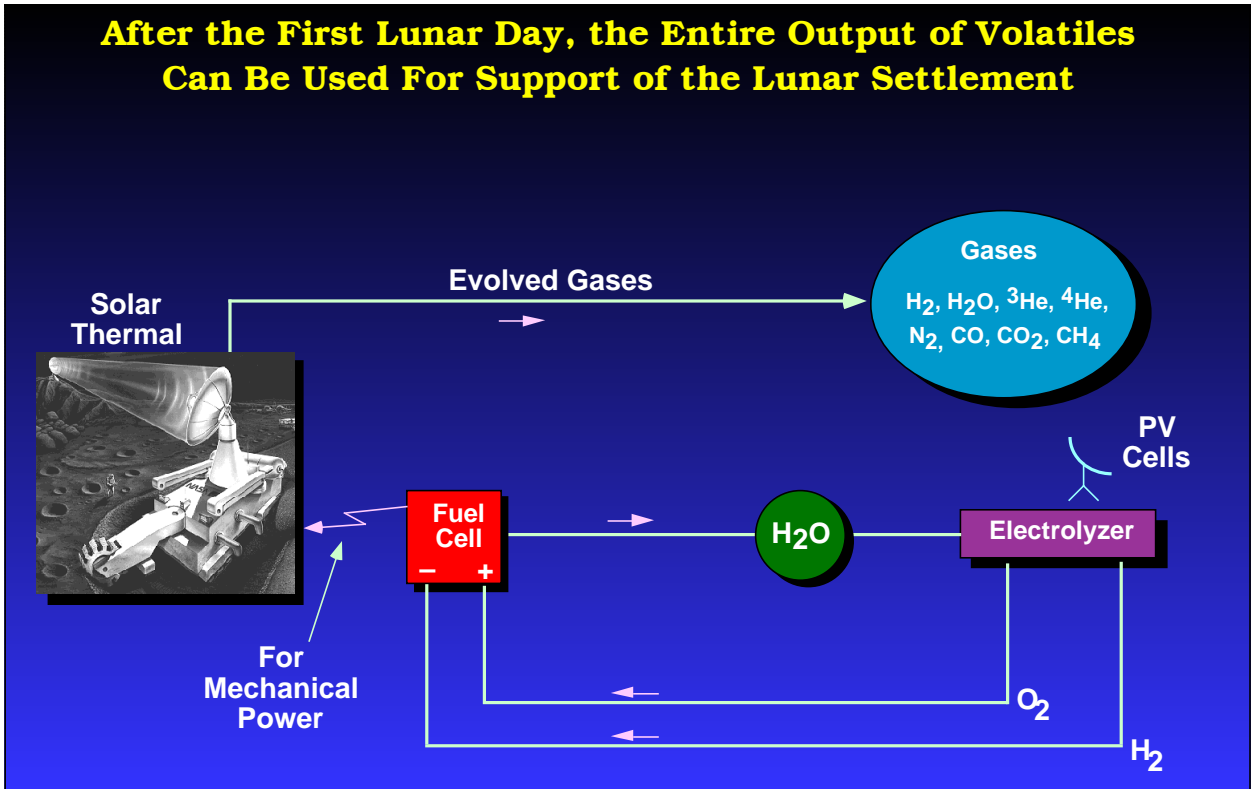 After the First Lunar Day, the Entire Output of Volatiles
Can Be Used For Support of the Lunar Settlement
Gases
H₂, H₂O, ³He, ⁴He,
N₂, CO, CO₂, CH₄
Evolved Gases
Solar
Thermal
NAS
PV
Cells
Fuel
Cell
– +
H₂O
Electrolyzer
For
Mechanical
Power
O₂
H₂